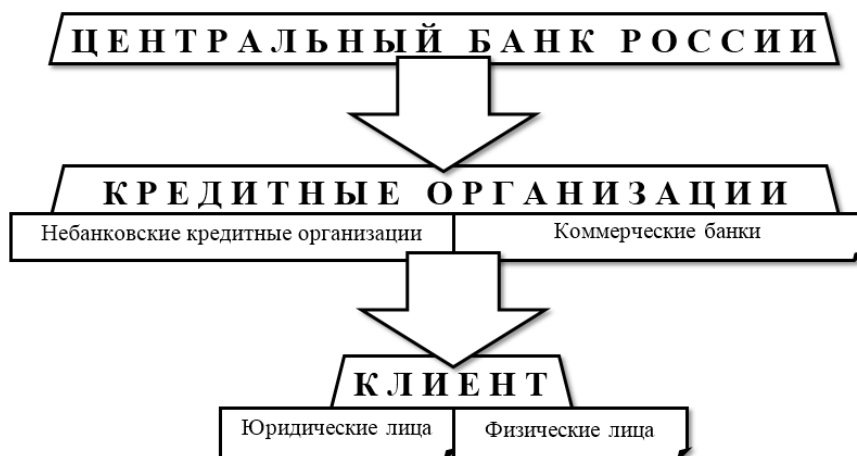 ЦЕНТРАЛЬНЫЙ БАНК РОССИИ
КРЕДИТНЫЕ ОРГАНИЗАЦИИ
Небанковские кредитные организации
Коммерческие банки
КЛИЕНТ
Юридические лица
Физические лица